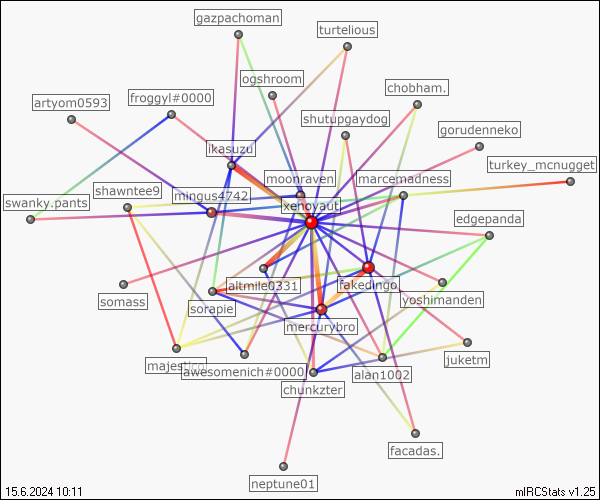 gazpachoman
turtelious
ogshroom
chobham.
froggyl#0000
artyom0593
shutupgaydog
gorudenneko
ikasuzu
turkey_mcnugget
moonraven
marcemadness
shawntee9
mingus4742
swanky.pants
xenoyaut
edgepanda
altmile0331
fakedingo
yoshimanden
somass
sorapie
mercurybro
majesticq
awesomenich#0000
alan1002
juketm
chunkzter
facadas.
neptune01
15.6.2024 10:11
mIRCStats v1.25